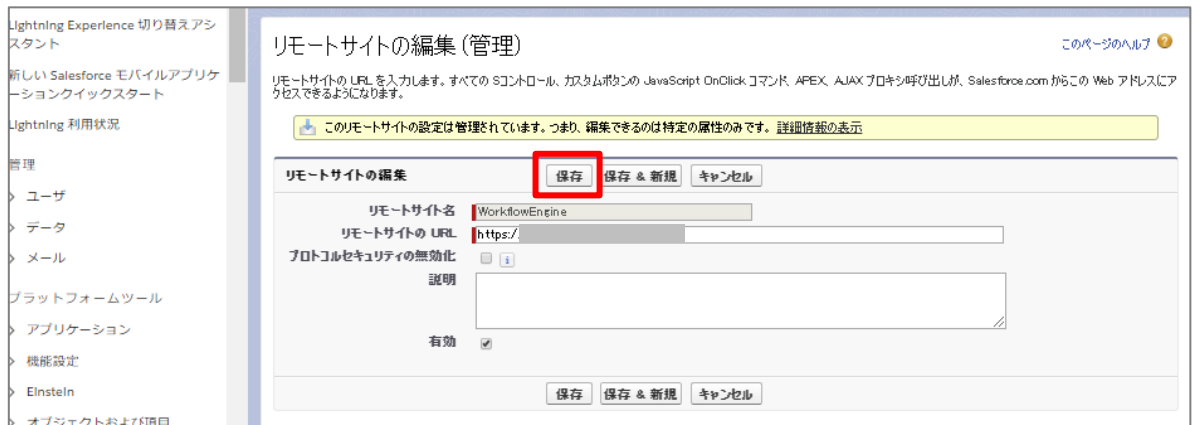 Lightning Experience 切り替えアシ
スタント
新しい Salesforce モバイルアプリケ
ーションクイックスタート
Lightning 利用状況
管理
> ユーザ
> データ
> メール
プラットフォームツール
> アプリケーション
> 機能設定
> Einstein
> オブジェクトおよび項目
リモートサイトの編集 (管理)
このページのヘルプ ?
リモートサイトの URL を入力します。すべての Sコントロール、カスタムボタンの JavaScript OnClick コマンド、APEX、AJAX プロキシ呼び出しが、Salesforce.com からこの Web アドレスにア
クセスできるようになります。
このリモートサイトの設定は管理されています。つまり、編集できるのは特定の属性のみです。 詳細情報の表示
リモートサイトの編集 保存 保存 & 新規 キャンセル
リモートサイト名 WorkflowEngine
リモートサイトの URL https:/
プロトコルセキュリティの無効化 i
説明
有効
保存 保存 & 新規 キャンセル